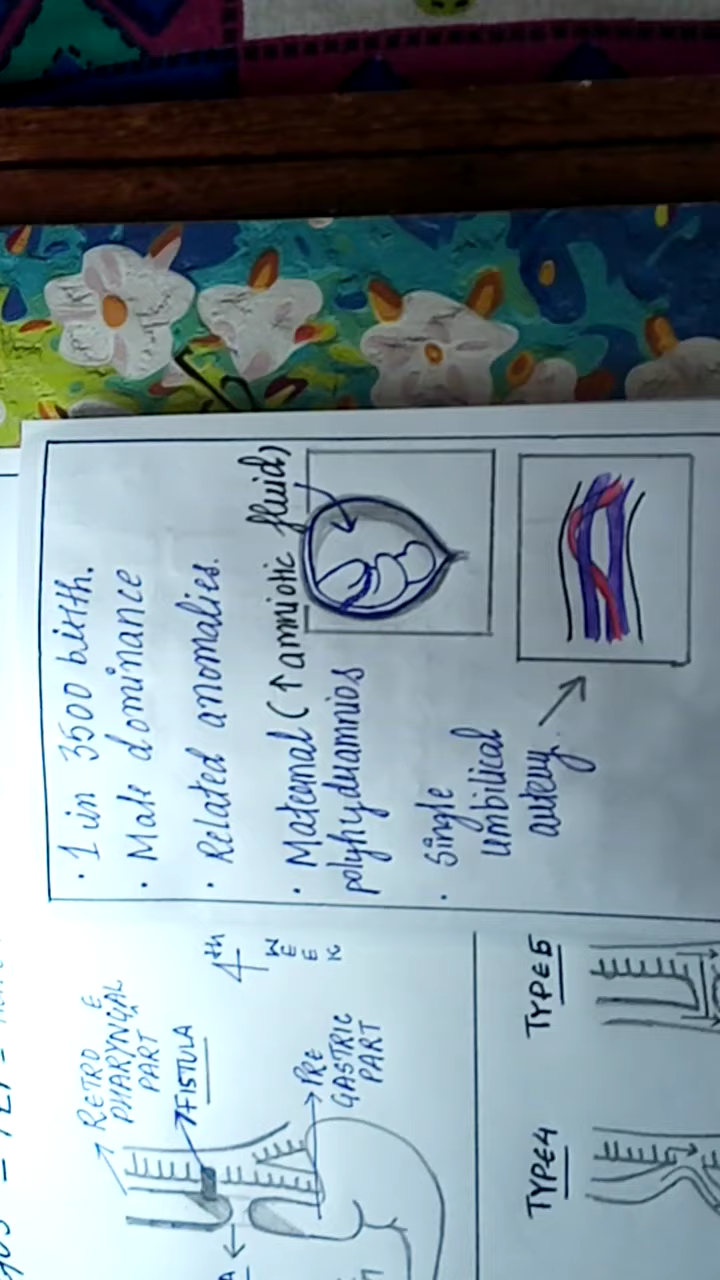 • 1 in 3500 birth.
• Male dominance
• Related anomalies.
• Maternal (↑ amniotic fluid)
polyhydramnios
• Single
umbilical
artery.
4th
WEEK
RETRO
PHARYNGEAL
PART
FISTULA
PRE
GASTRIC
PART
TYPE 4
TYPE 5